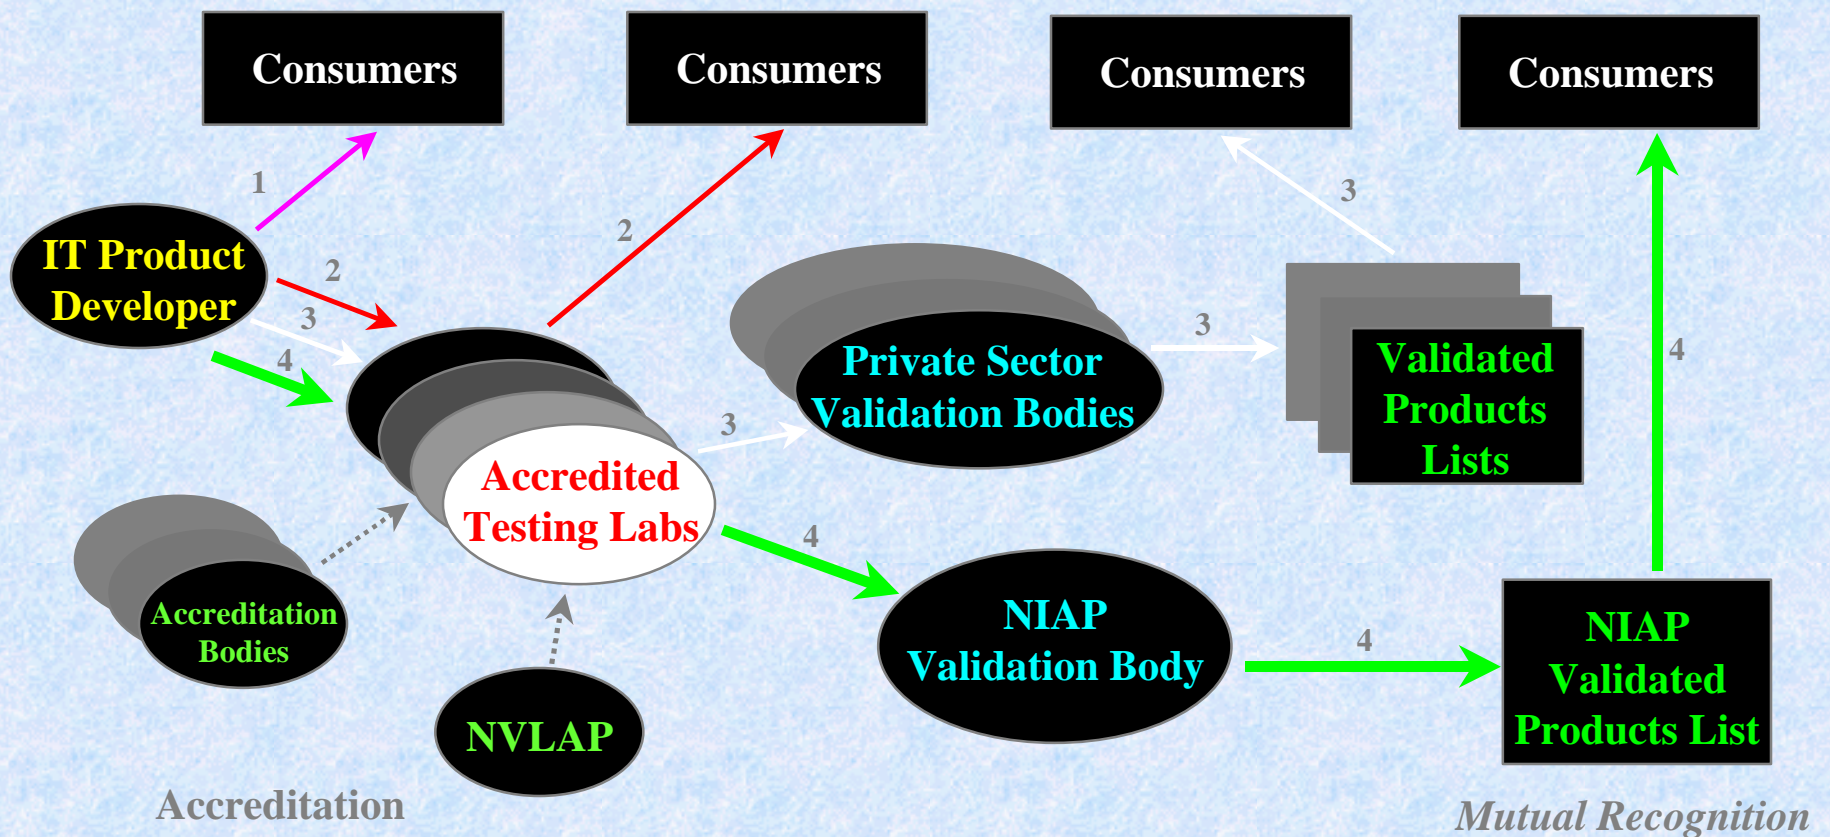 Consumers
Consumers
Consumers
Consumers
1
2
3
4
IT Product
Developer
2
3
4
3
Private Sector
Validation Bodies
3
Validated
Products
Lists
Accredited
Testing Labs
4
Accreditation
Bodies
NVLAP
NIAP
Validation Body
4
NIAP
Validated
Products List
Accreditation
Mutual Recognition